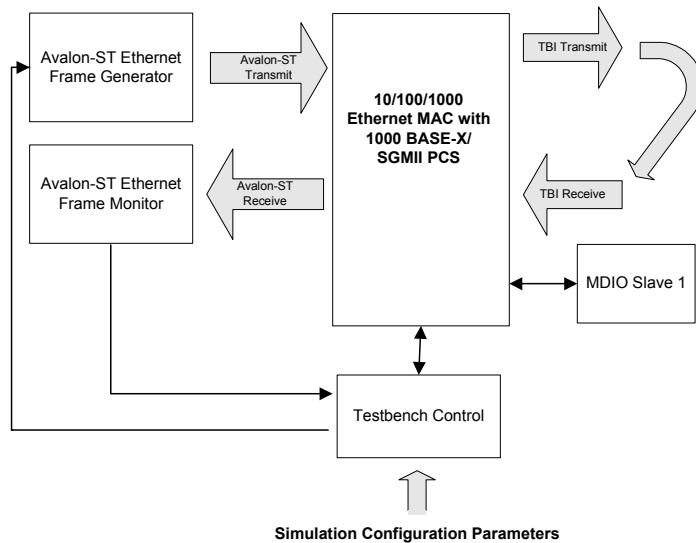 Avalon-ST Ethernet
Frame Generator
Avalon-ST
Transmit
10/100/1000
Ethernet MAC with
1000 BASE-X/
SGMII PCS
TBI Transmit
Avalon-ST Ethernet
Frame Monitor
Avalon-ST
Receive
TBI Receive
MDIO Slave 1
Testbench Control
Simulation Configuration Parameters